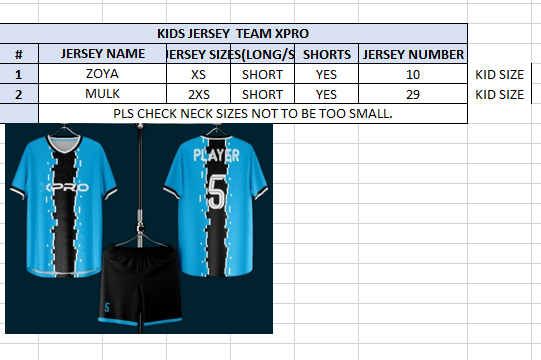 KIDS JERSEY TEAM XPRO
# JERSEY NAME JERSEY SIZE ES(LONG/S SHORTS JERSEY NUMBER
1 ZOYA XS SHORT YES 10 KID SIZE
2 MULK 2XS SHORT YES 29 KID SIZE
PLS CHECK NECK SIZES NOT TO BE TOO SMALL.
XPRO
PLAYER
5
5